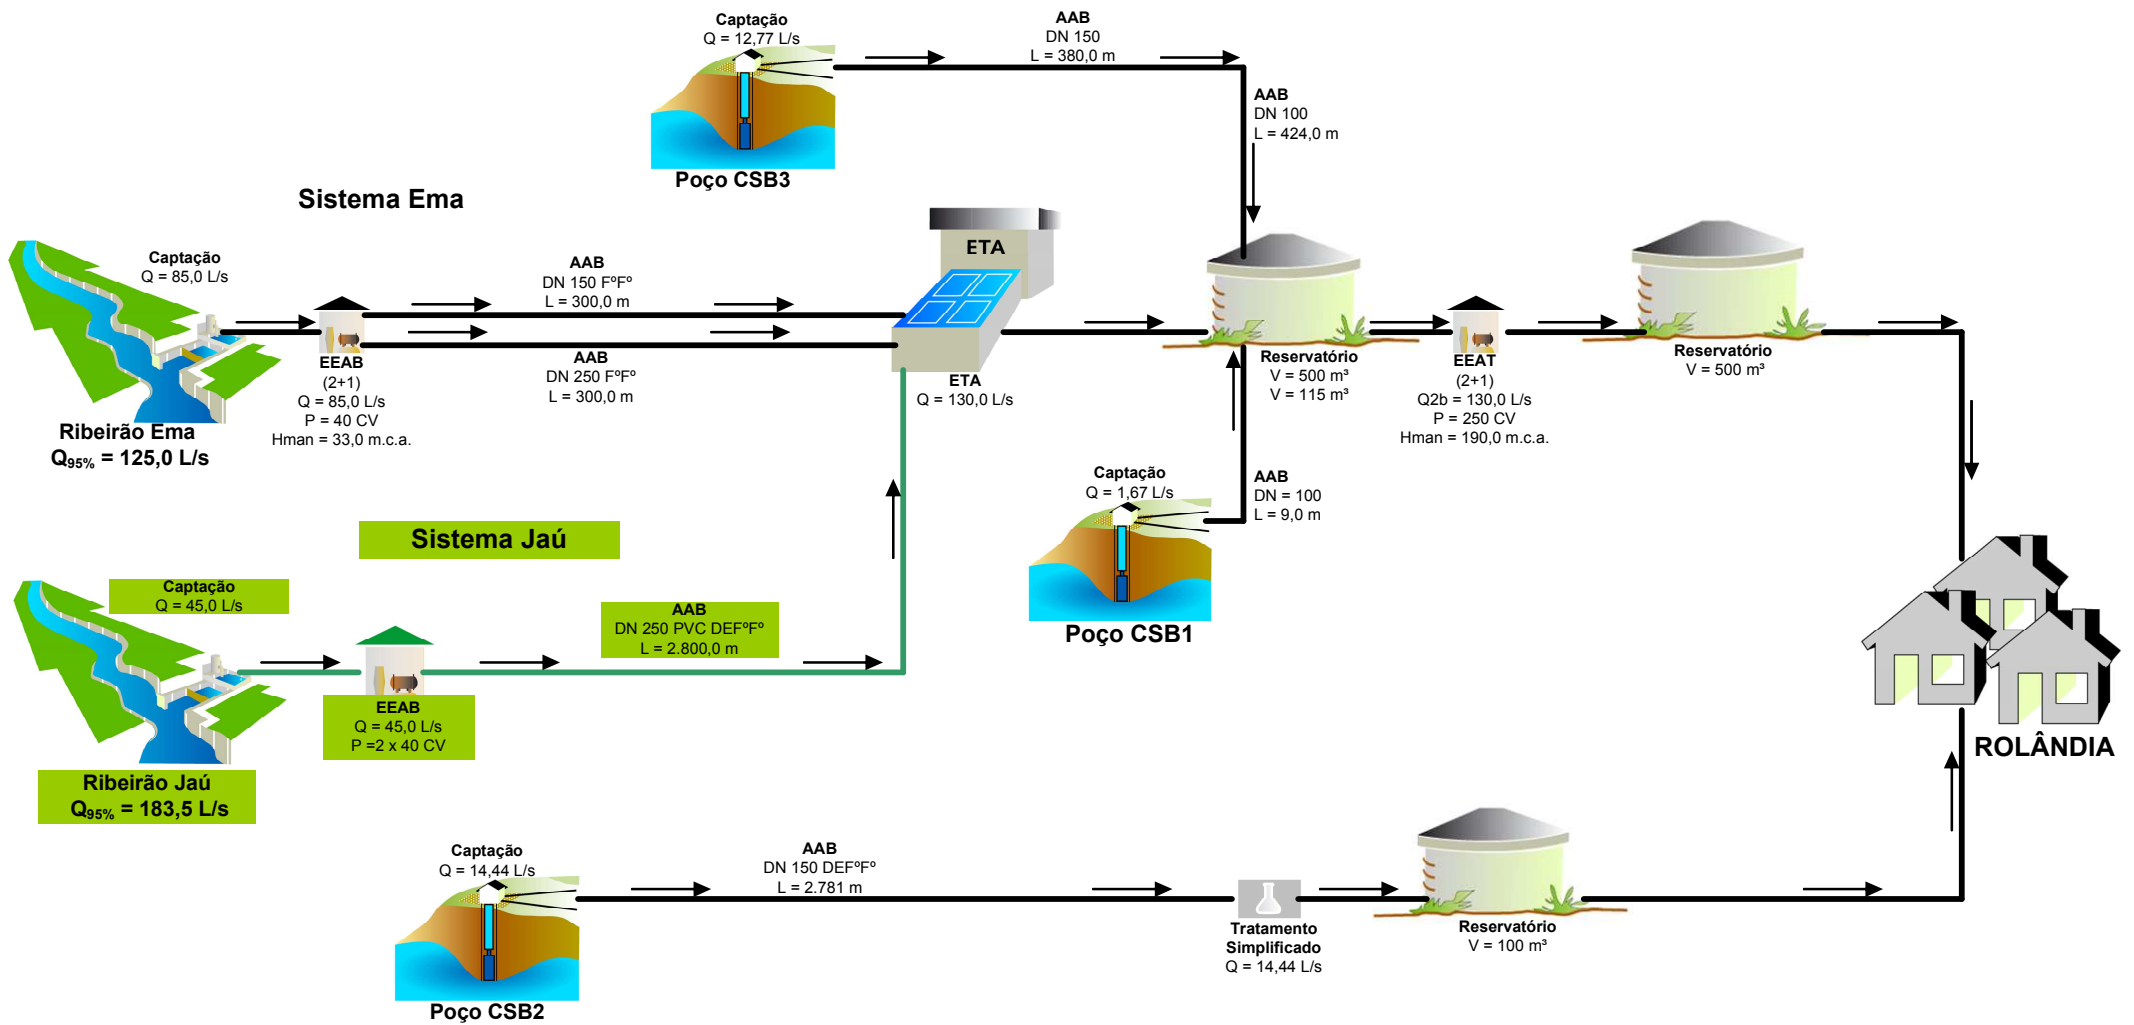 Captação
Q = 12,77 L/s
AAB
DN 150
L = 380,0 m
AAB
DN 100
L = 424,0 m
Poço CSB3
Sistema Ema
Captação
Q = 85,0 L/s
AAB
DN 150 FºFº
L = 300,0 m
AAB
DN 250 FºFº
L = 300,0 m
EEAB
(2+1)
Q = 85,0 L/s
P = 40 CV
Hman = 33,0 m.c.a.
Ribeirão Ema
Q95% = 125,0 L/s
ETA
ETA
Q = 130,0 L/s
Reservatório
V = 500 m³
V = 115 m³
EEAT
(2+1)
Q2b = 130,0 L/s
P = 250 CV
Hman = 190,0 m.c.a.
Reservatório
V = 500 m³
Captação
Q = 1,67 L/s
AAB
DN = 100
L = 9,0 m
Poço CSB1
Sistema Jaú
Captação
Q = 45,0 L/s
AAB
DN 250 PVC DEFºFº
L = 2.800,0 m
EEAB
Q = 45,0 L/s
P =2 x 40 CV
Ribeirão Jaú
Q95% = 183,5 L/s
ROLÂNDIA
Captação
Q = 14,44 L/s
AAB
DN 150 DEFºFº
L = 2.781 m
Tratamento
Simplificado
Q = 14,44 L/s
Reservatório
V = 100 m³
Poço CSB2